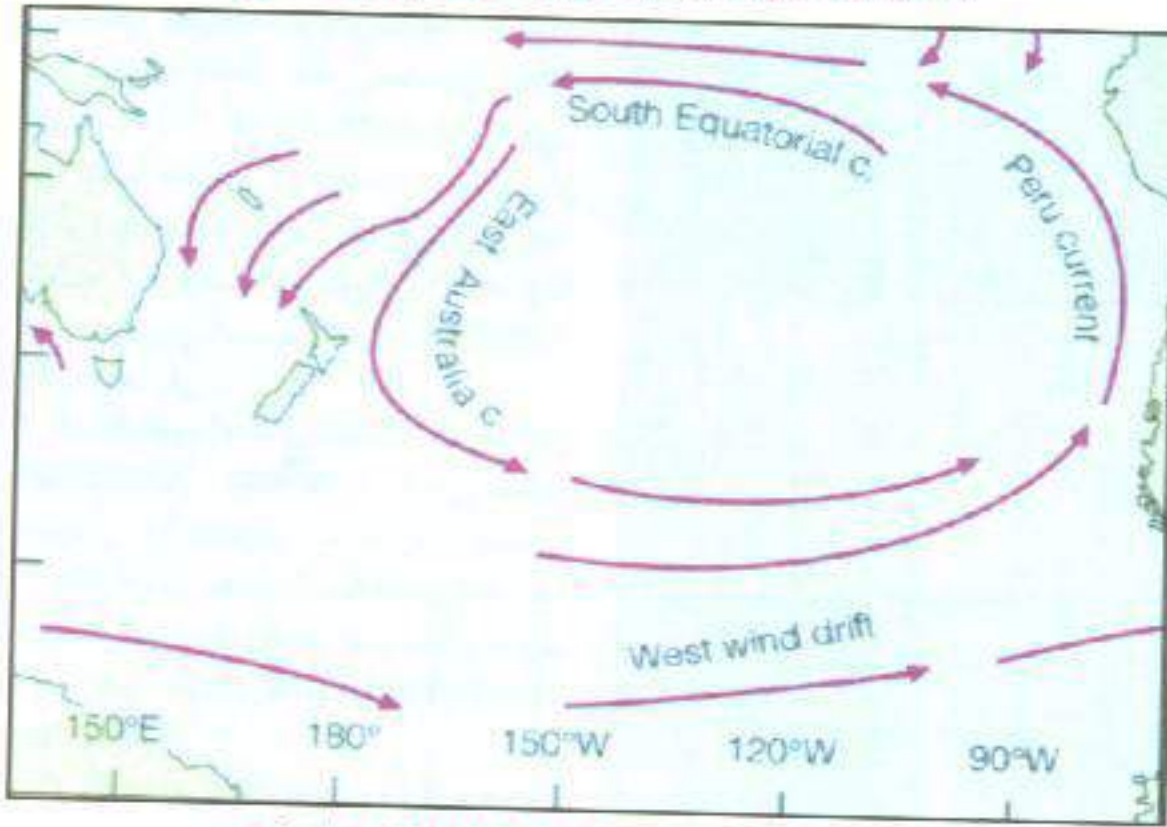 South Equatorial c.
Peru current
East Australia c
West wind drift
150°E
180°
150°W
120°W
90°W